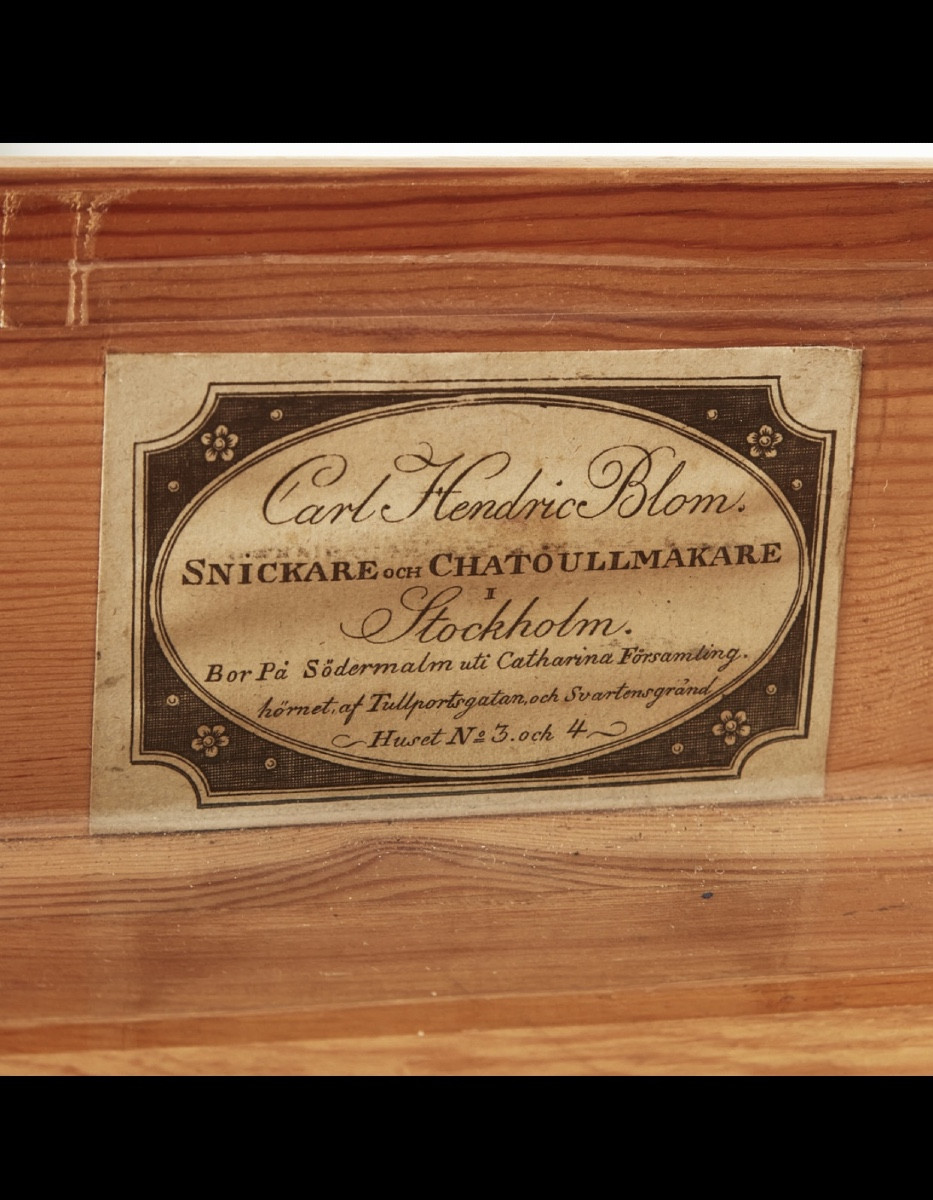 Carl Hendric Blom.
SNICKARE OCH CHATOULLMAKARE
I
Stockholm.
Bor På Södermalm uti Catharina Församling.
hörnet, af Tullportsgatan, och Svartensgränd
Huset No 3. och 4